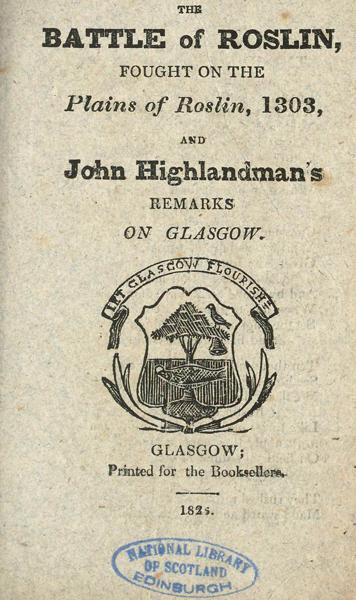 THE
BATTLE of ROSLIN,
FOUGHT ON THE
Plains of Roslin, 1303,
AND
John Highlandman's
REMARKS
ON GLASGOW.
LET GLASGOW FLOURISH
GLASGOW;
Printed for the Booksellers.
1825.
NATIONAL LIBRARY
OF SCOTLAND
EDINBURGH